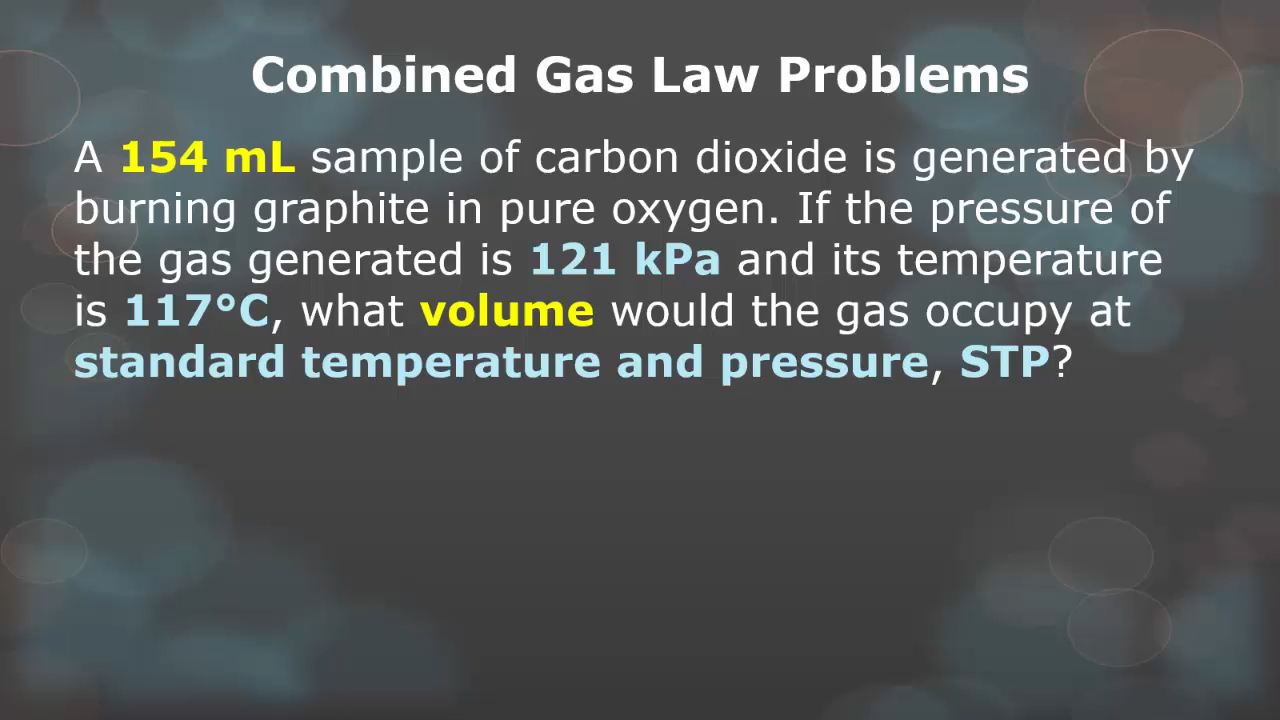 Combined Gas Law Problems
A 154 mL sample of carbon dioxide is generated by
burning graphite in pure oxygen. If the pressure of
the gas generated is 121 kPa and its temperature
is 117°C, what volume would the gas occupy at
standard temperature and pressure, STP?